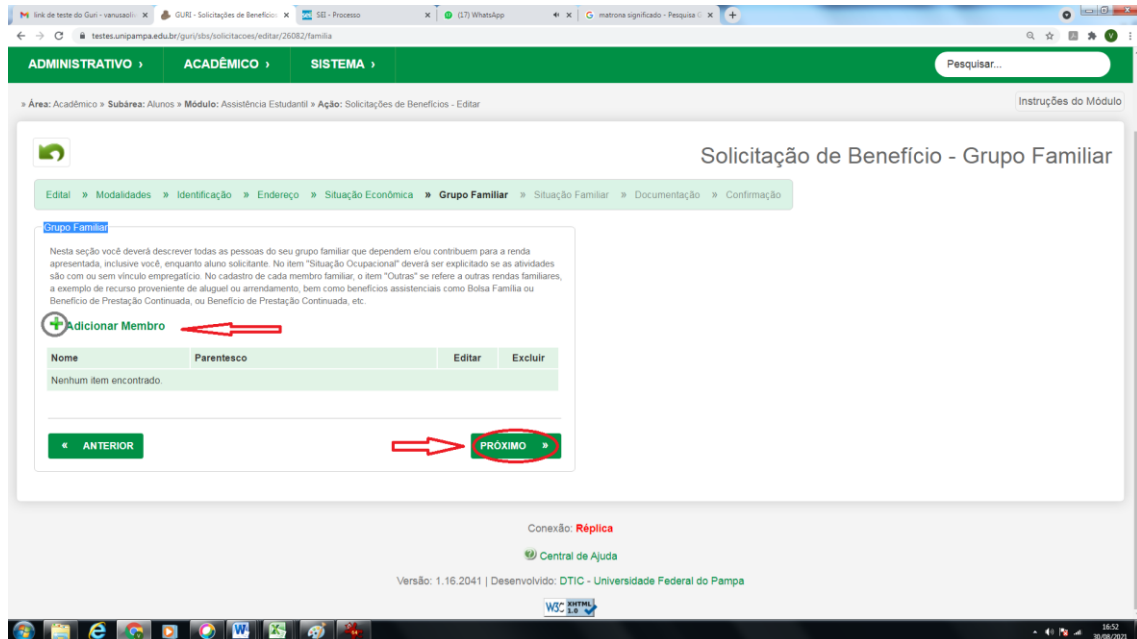 link de teste do Guri - vanusaoliv
GURI - Solicitações de Benefícios
SEI - Processo
(17) WhatsApp
matrona significado - Pesquisa G
testes.unipampa.edu.br/guri/sbs/solicitacoes/editar/26082/familia
ADMINISTRATIVO › ACADÊMICO › SISTEMA ›
Pesquisar...
» Área: Acadêmico » Subárea: Alunos » Módulo: Assistência Estudantil » Ação: Solicitações de Benefícios - Editar
Instruções do Módulo
Solicitação de Benefício - Grupo Familiar
Edital » Modalidades » Identificação » Endereço » Situação Econômica » Grupo Familiar » Situação Familiar » Documentação » Confirmação
Grupo Familiar
Nesta seção você deverá descrever todas as pessoas do seu grupo familiar que dependem e/ou contribuem para a renda
apresentada, inclusive você, enquanto aluno solicitante. No item "Situação Ocupacional" deverá ser explicitado se as atividades
são com ou sem vínculo empregatício. No cadastro de cada membro familiar, o item "Outras" se refere a outras rendas familiares,
a exemplo de recurso proveniente de aluguel ou arrendamento, bem como benefícios assistenciais como Bolsa Família ou
Benefício de Prestação Continuada, ou Benefício de Prestação Continuada, etc.
Adicionar Membro
Nome Parentesco Editar Excluir
Nenhum item encontrado.
« ANTERIOR
PRÓXIMO »
Conexão: Réplica
Central de Ajuda
Versão: 1.16.2041 | Desenvolvido: DTIC - Universidade Federal do Pampa
W3C XHTML 1.0
16:52
30/08/2021